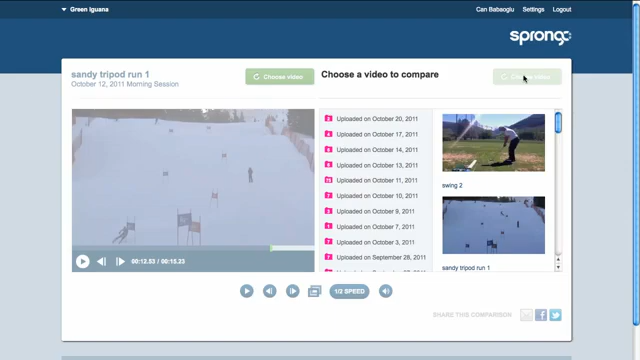 Green Iguana
Can Babaoglu Settings Logout
sprongo
sandy tripod run 1
October 12, 2011 Morning Session
Choose video
Choose a video to compare
Choose video
Uploaded on October 20, 2011
Uploaded on October 17, 2011
Uploaded on October 14, 2011
Uploaded on October 13, 2011
Uploaded on October 11, 2011
Uploaded on October 10, 2011
Uploaded on October 9, 2011
Uploaded on October 7, 2011
Uploaded on October 3, 2011
Uploaded on September 28, 2011
swing 2
sandy tripod run 1
00:12.53 / 00:15.23
1/2 SPEED
SHARE THIS COMPARISON